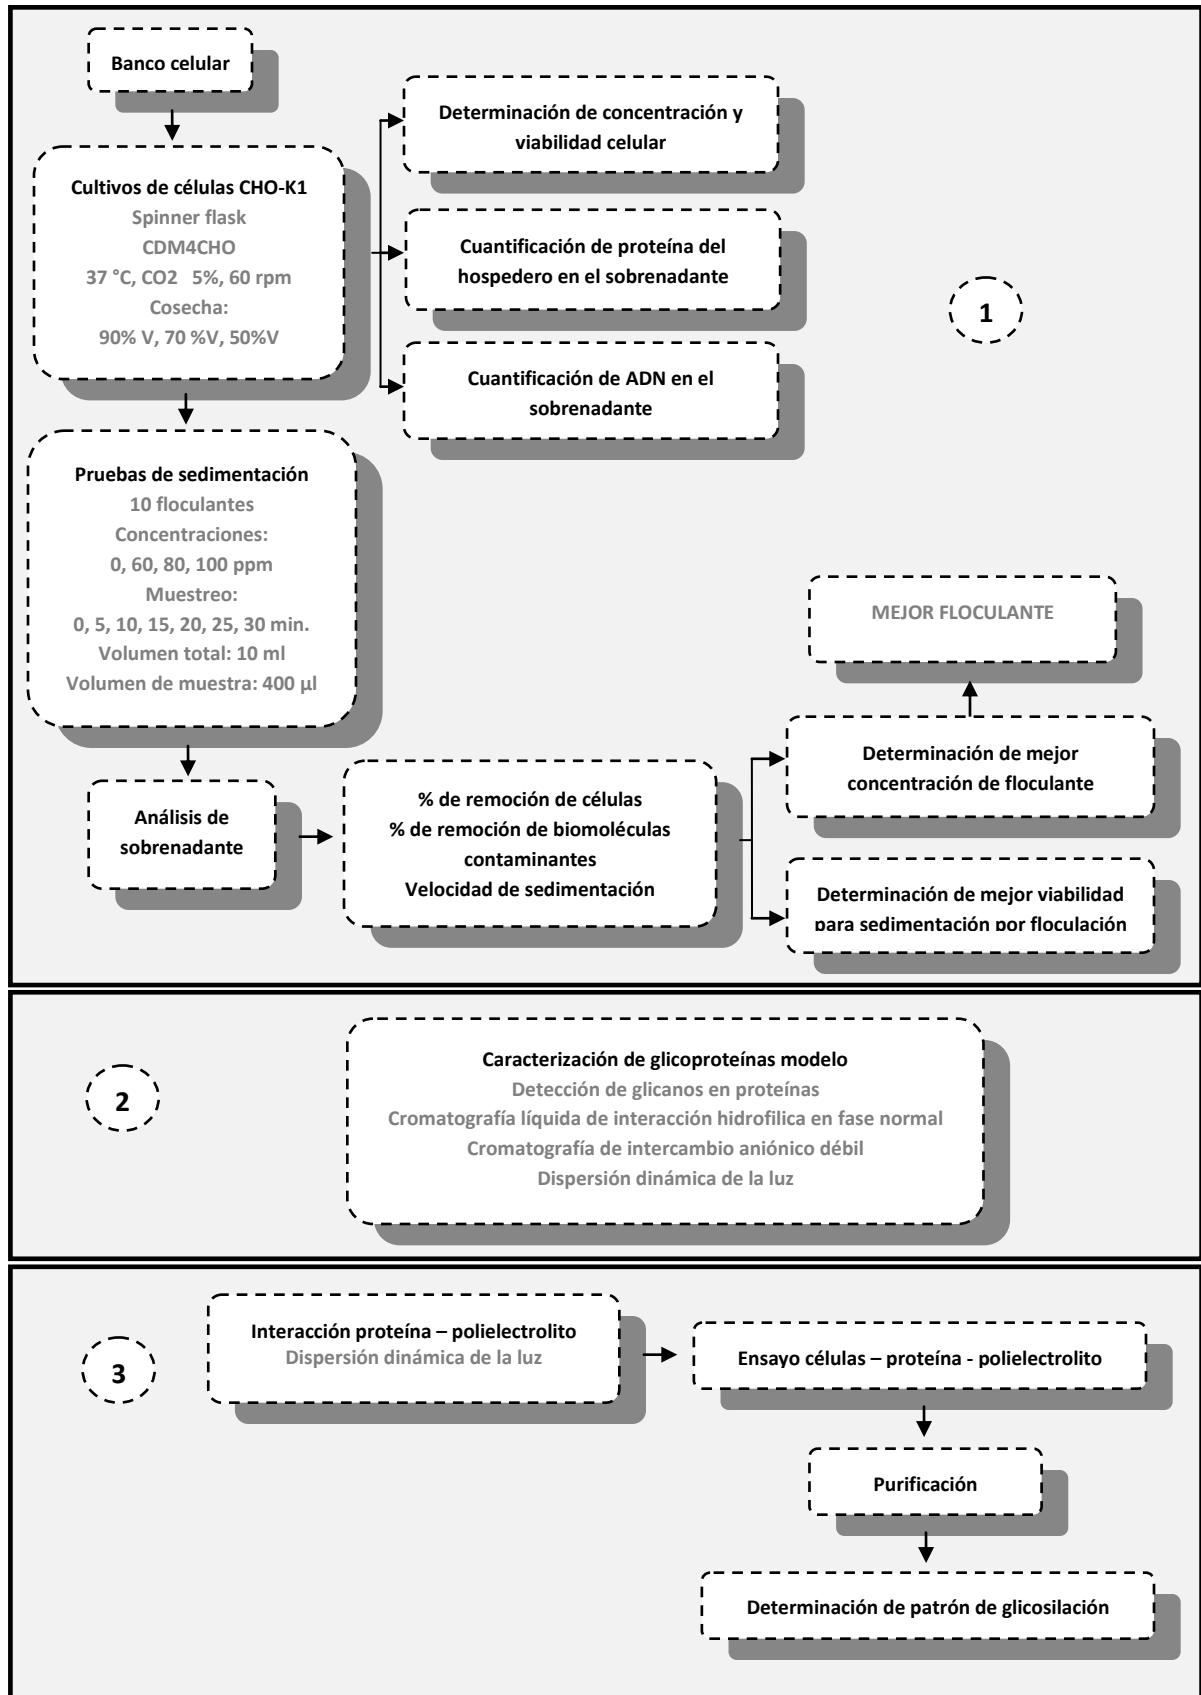 Banco celular
Cultivos de células CHO-K1
Spinner flask
CDM4CHO
37 °C, CO2 5%, 60 rpm
Cosecha:
90% V, 70 %V, 50%V
Determinación de concentración y
viabilidad celular
Cuantificación de proteína del
hospedero en el sobrenadante
Cuantificación de ADN en el
sobrenadante
1
Pruebas de sedimentación
10 floculantes
Concentraciones:
0, 60, 80, 100 ppm
Muestreo:
0, 5, 10, 15, 20, 25, 30 min.
Volumen total: 10 ml
Volumen de muestra: 400 µl
Análisis de
sobrenadante
% de remoción de células
% de remoción de biomoléculas
contaminantes
Velocidad de sedimentación
MEJOR FLOCULANTE
Determinación de mejor
concentración de floculante
Determinación de mejor viabilidad
para sedimentación por floculación
2
Caracterización de glicoproteínas modelo
Detección de glicanos en proteínas
Cromatografía líquida de interacción hidrofilica en fase normal
Cromatografía de intercambio aniónico débil
Dispersión dinámica de la luz
3
Interacción proteína – polielectrolito
Dispersión dinámica de la luz
Ensayo células – proteína - polielectrolito
Purificación
Determinación de patrón de glicosilación